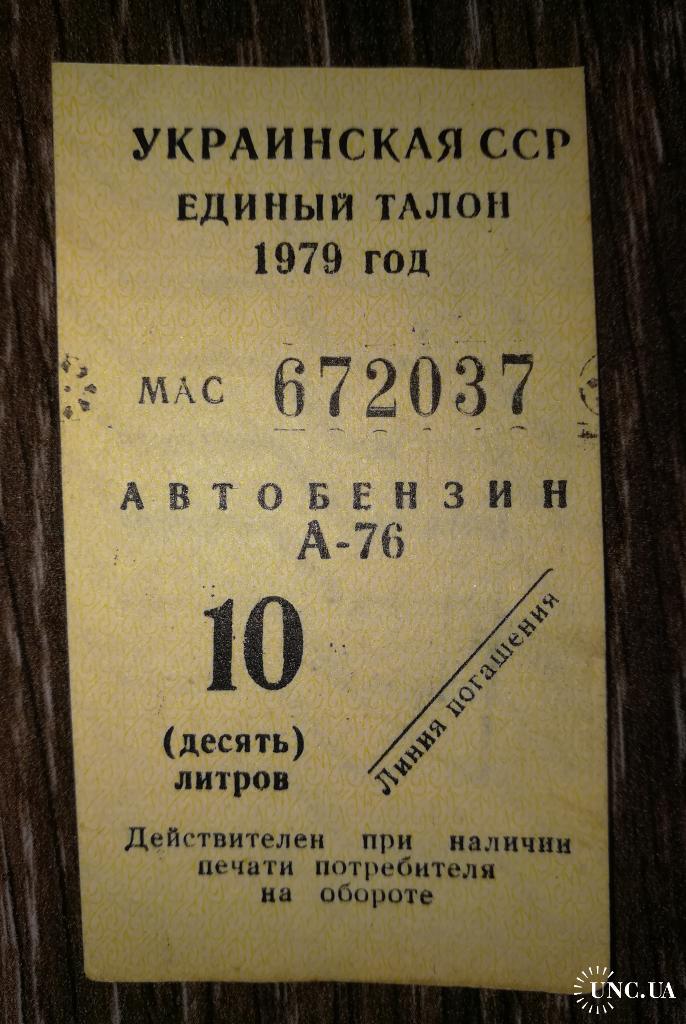 УКРАИНСКАЯ ССР
ЕДИНЫЙ ТАЛОН
1979 год
МАС 672037
АВТОБЕНЗИН
А-76
10
(десять)
литров
Линия погашения
Действителен при наличии
печати потребителя
на обороте
UNC.UA